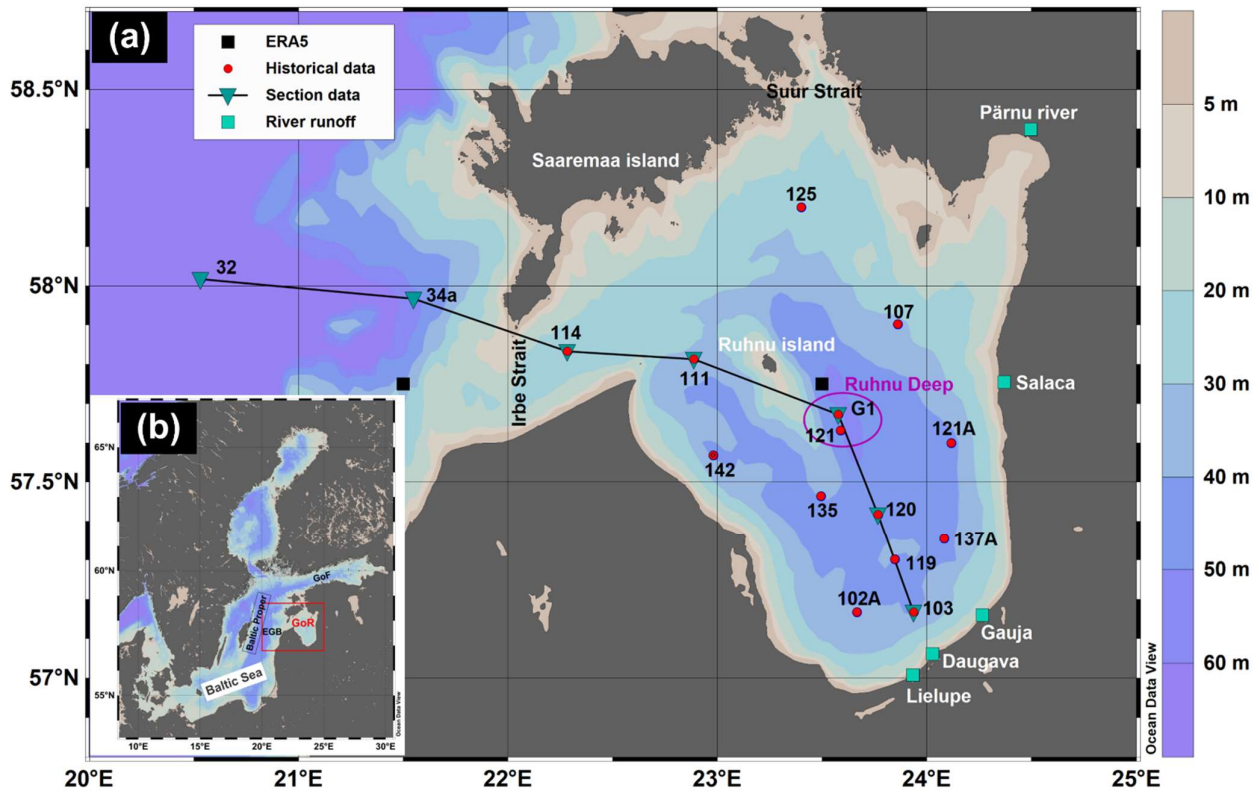 (a)
ERA5
Historical data
Section data
River runoff
Suur Strait
Pärnu river
Saaremaa island
125
32
34a
114
107
Ruhnu island
111
Irbe Strait
Ruhnu Deep
Salaca
G1
121
121A
142
135
120
137A
119
102A
103
Gauja
Daugava
Lielupe
58.5°N
58°N
57.5°N
57°N
20°E
21°E
22°E
23°E
24°E
25°E
5 m
10 m
20 m
30 m
40 m
50 m
60 m
Ocean Data View
(b)
65°N
60°N
55°N
10°E
15°E
20°E
25°E
30°E
GoF
Baltic Proper
EGB
GoR
Baltic Sea
Ocean Data View